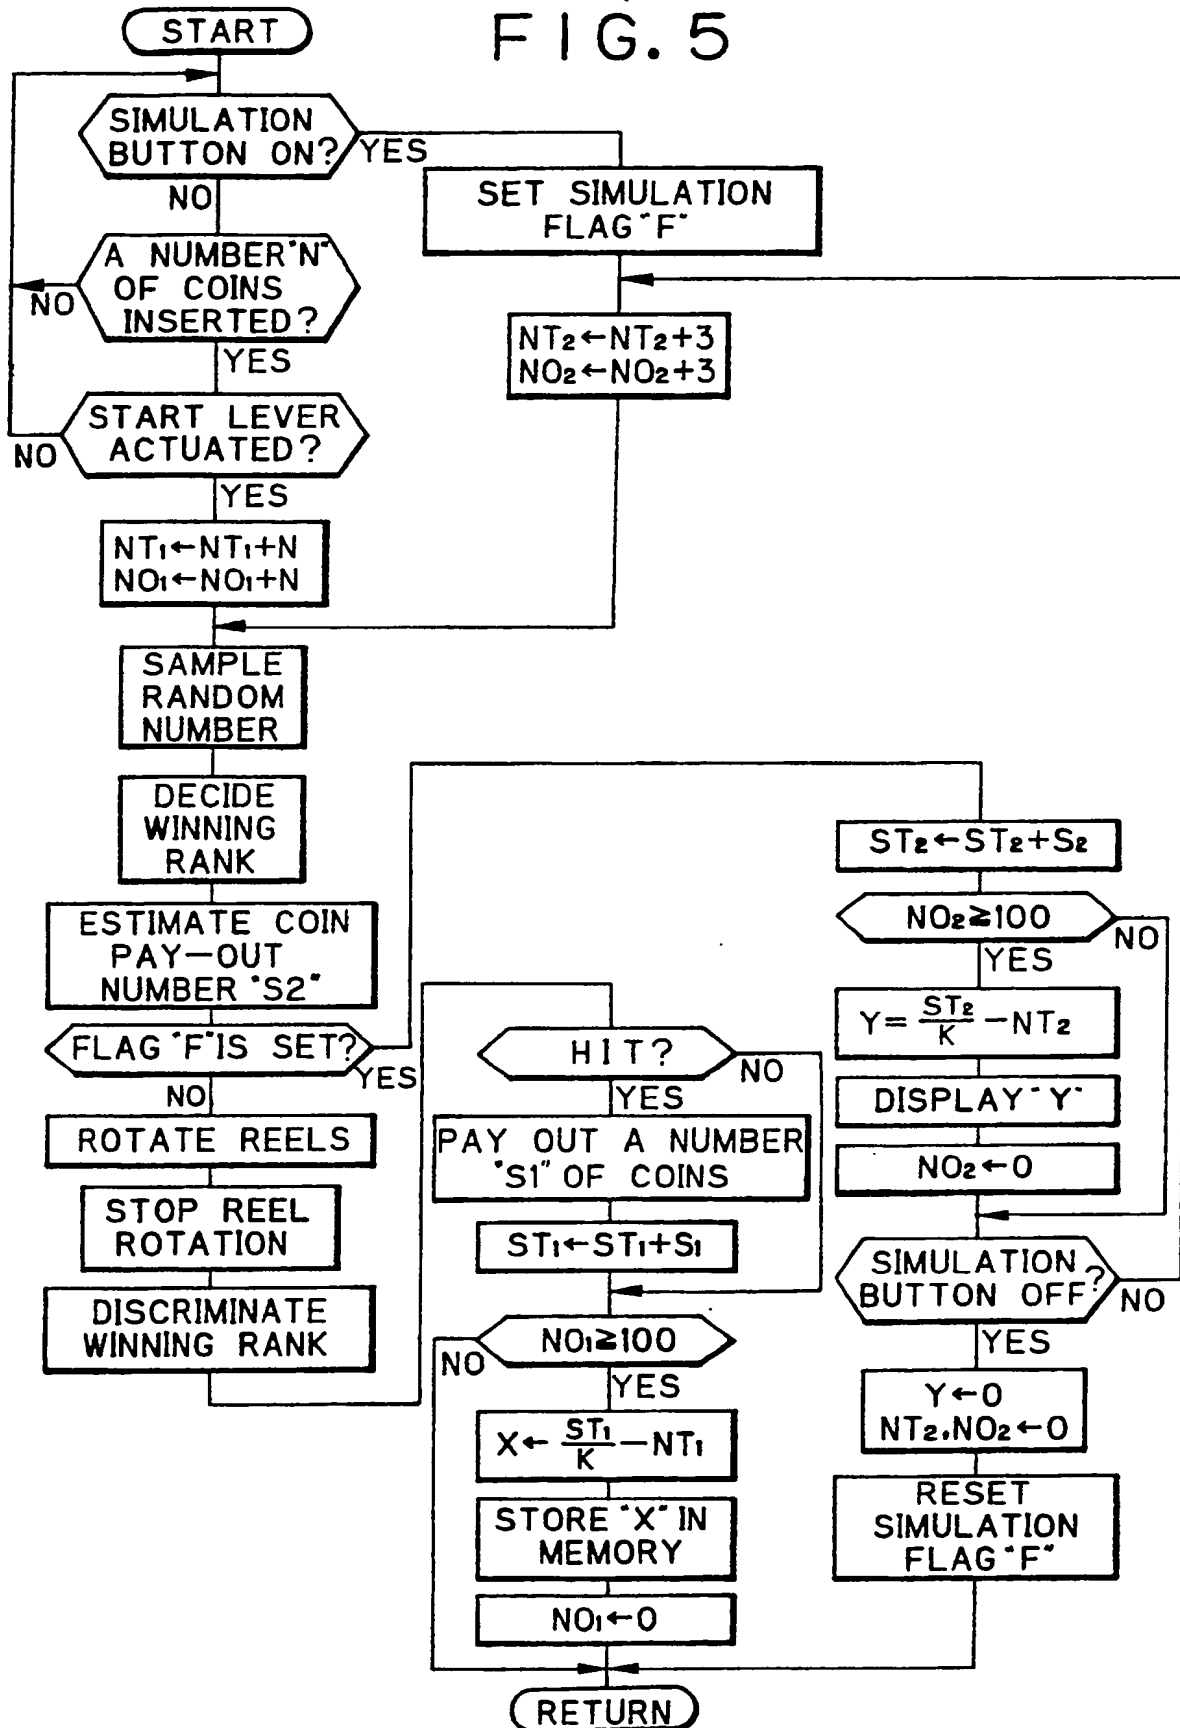 FIG. 5
START
SIMULATION
BUTTON ON?
YES
NO
SET SIMULATION
FLAG "F"
A NUMBER "N"
OF COINS
INSERTED?
NO
YES
NT₂←NT₂+3
NO₂←NO₂+3
START LEVER
ACTUATED?
NO
YES
NT₁←NT₁+N
NO₁←NO₁+N
SAMPLE
RANDOM
NUMBER
DECIDE
WINNING
RANK
ESTIMATE COIN
PAY-OUT
NUMBER "S2"
FLAG "F" IS SET?
YES
NO
ROTATE REELS
STOP REEL
ROTATION
DISCRIMINATE
WINNING RANK
HIT?
NO
YES
PAY OUT A NUMBER
"S1" OF COINS
ST₁←ST₁+S₁
NO₁≧100
NO
YES
X← ST₁/K −NT₁
STORE "X" IN
MEMORY
NO₁←0
ST₂←ST₂+S₂
NO₂≧100
NO
YES
Y= ST₂/K −NT₂
DISPLAY "Y"
NO₂←0
SIMULATION
BUTTON OFF?
NO
YES
Y←0
NT₂,NO₂←0
RESET
SIMULATION
FLAG "F"
RETURN